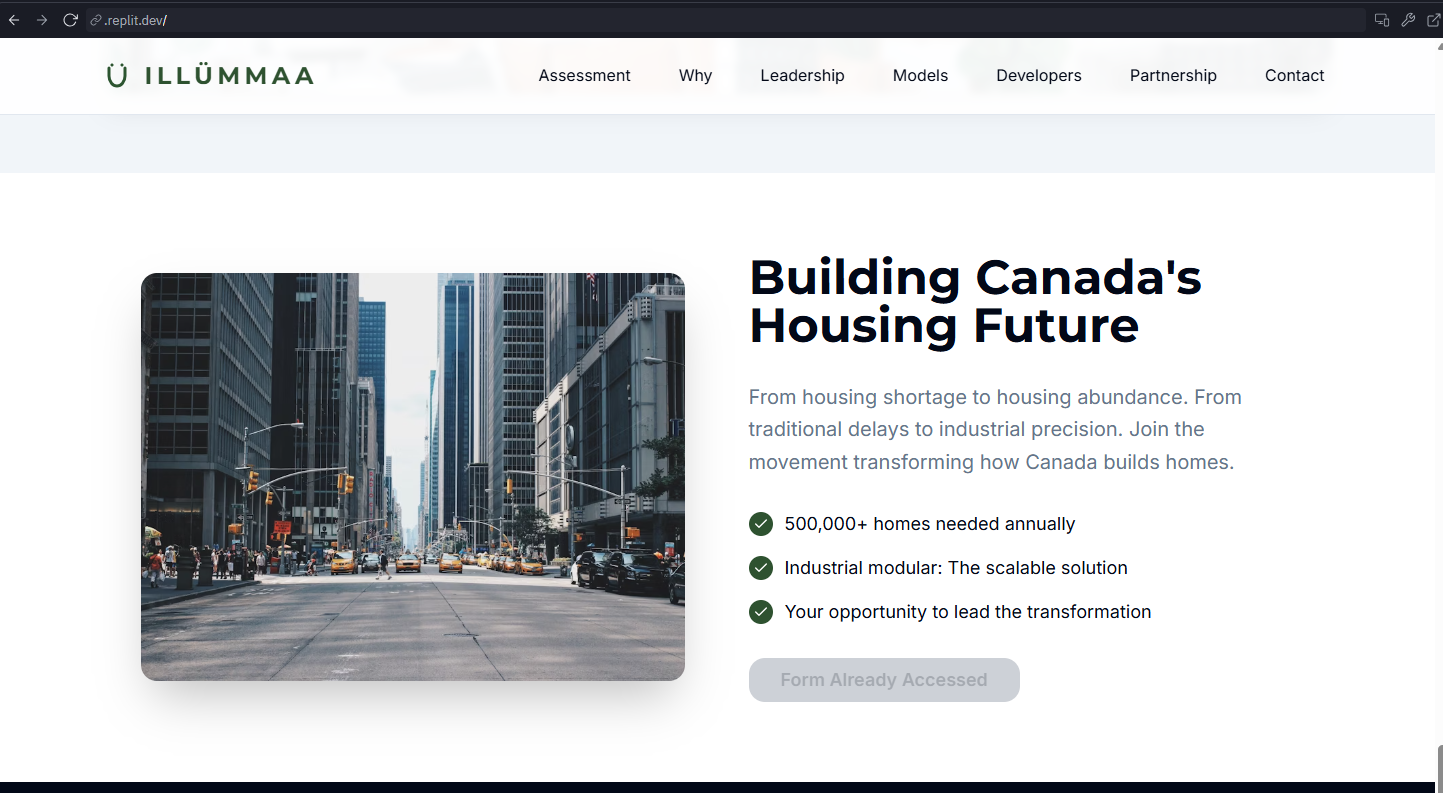 .replit.dev/
Ü ILLÜMMAA
Assessment
Why
Leadership
Models
Developers
Partnership
Contact
Building Canada's
Housing Future
From housing shortage to housing abundance. From
traditional delays to industrial precision. Join the
movement transforming how Canada builds homes.
500,000+ homes needed annually
Industrial modular: The scalable solution
Your opportunity to lead the transformation
Form Already Accessed